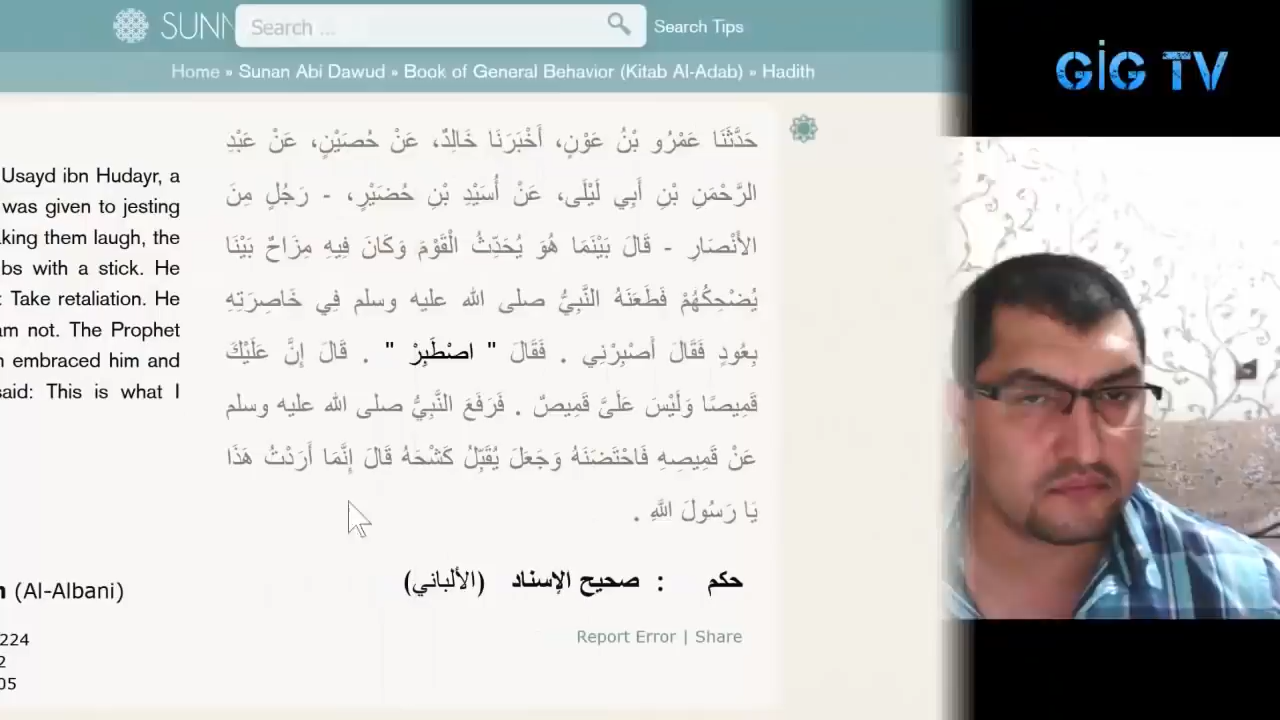 SUNN
Search ...
Search Tips
GiG TV
Home » Sunan Abi Dawud » Book of General Behavior (Kitab Al-Adab) » Hadith
Usayd ibn Hudayr, a
was given to jesting
king them laugh, the
bs with a stick. He
: Take retaliation. He
am not. The Prophet
embraced him and
said: This is what I
(Al-Albani)
224
2
05
حَدَّثَنَا عَمْرُو بْنُ عَوْنٍ، أَخْبَرَنَا خَالِدٌ، عَنْ حُصَيْنٍ، عَنْ عَبْدِ
الرَّحْمَنِ بْنِ أَبِي لَيْلَى، عَنْ أُسَيْدِ بْنِ حُضَيْرٍ، - رَجُلٍ مِنَ
الأَنْصَارِ - قَالَ بَيْنَمَا هُوَ يُحَدِّثُ الْقَوْمَ وَكَانَ فِيهِ مِزَاحٌ بَيْنَا
يُضْحِكُهُمْ فَطَعَنَهُ النَّبِيُّ صلى الله عليه وسلم فِي خَاصِرَتِهِ
بِعُودٍ فَقَالَ أَصْبِرْنِي . فَقَالَ " اصْطَبِرْ " . قَالَ إِنَّ عَلَيْكَ
قَمِيصًا وَلَيْسَ عَلَىَّ قَمِيصٌ . فَرَفَعَ النَّبِيُّ صلى الله عليه وسلم
عَنْ قَمِيصِهِ فَاحْتَضَنَهُ وَجَعَلَ يُقَبِّلُ كَشْحَهُ قَالَ إِنَّمَا أَرَدْتُ هَذَا
يَا رَسُولَ اللَّهِ .
حكم : صحيح الإسناد (الألباني)
Report Error | Share